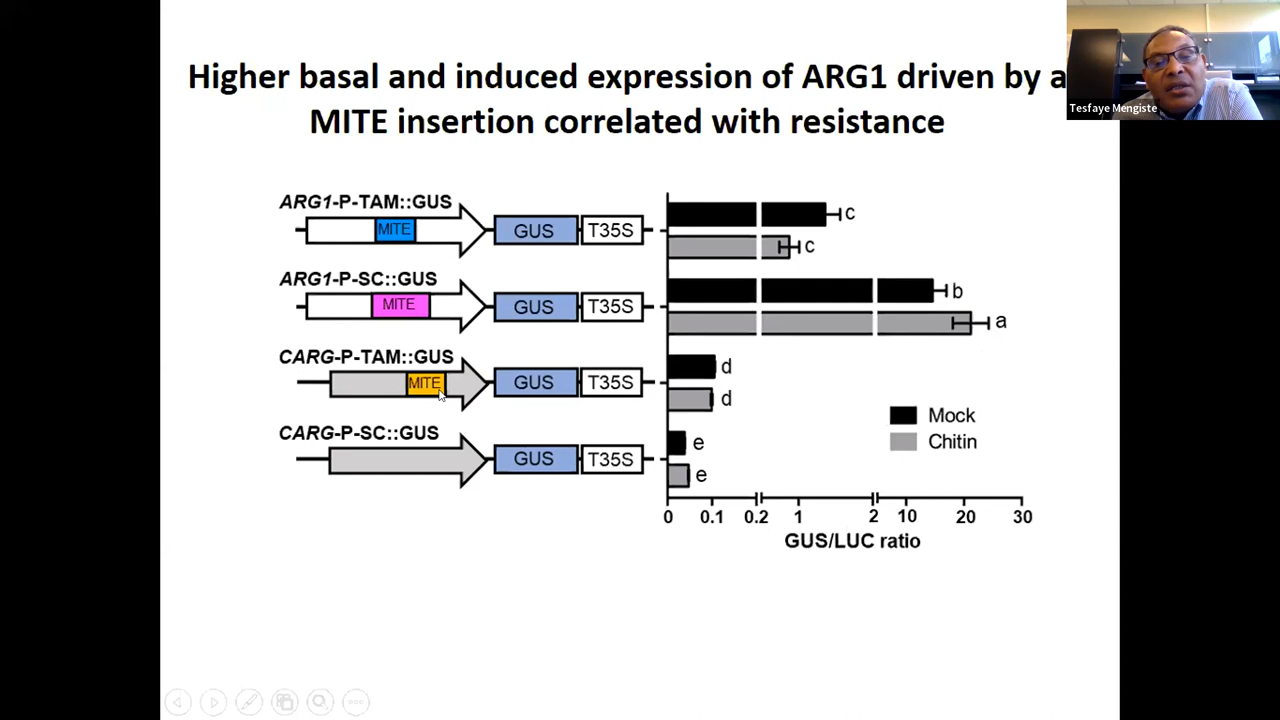 Higher basal and induced expression of ARG1 driven by a
MITE insertion correlated with resistance
Tesfaye Mengiste
ARG1-P-TAM::GUS
MITE
GUS
T35S
c
c
ARG1-P-SC::GUS
MITE
GUS
T35S
b
a
CARG-P-TAM::GUS
MITE
GUS
T35S
d
d
CARG-P-SC::GUS
GUS
T35S
e
e
Mock
Chitin
0 0.1 0.2 1 2 10 20 30
GUS/LUC ratio